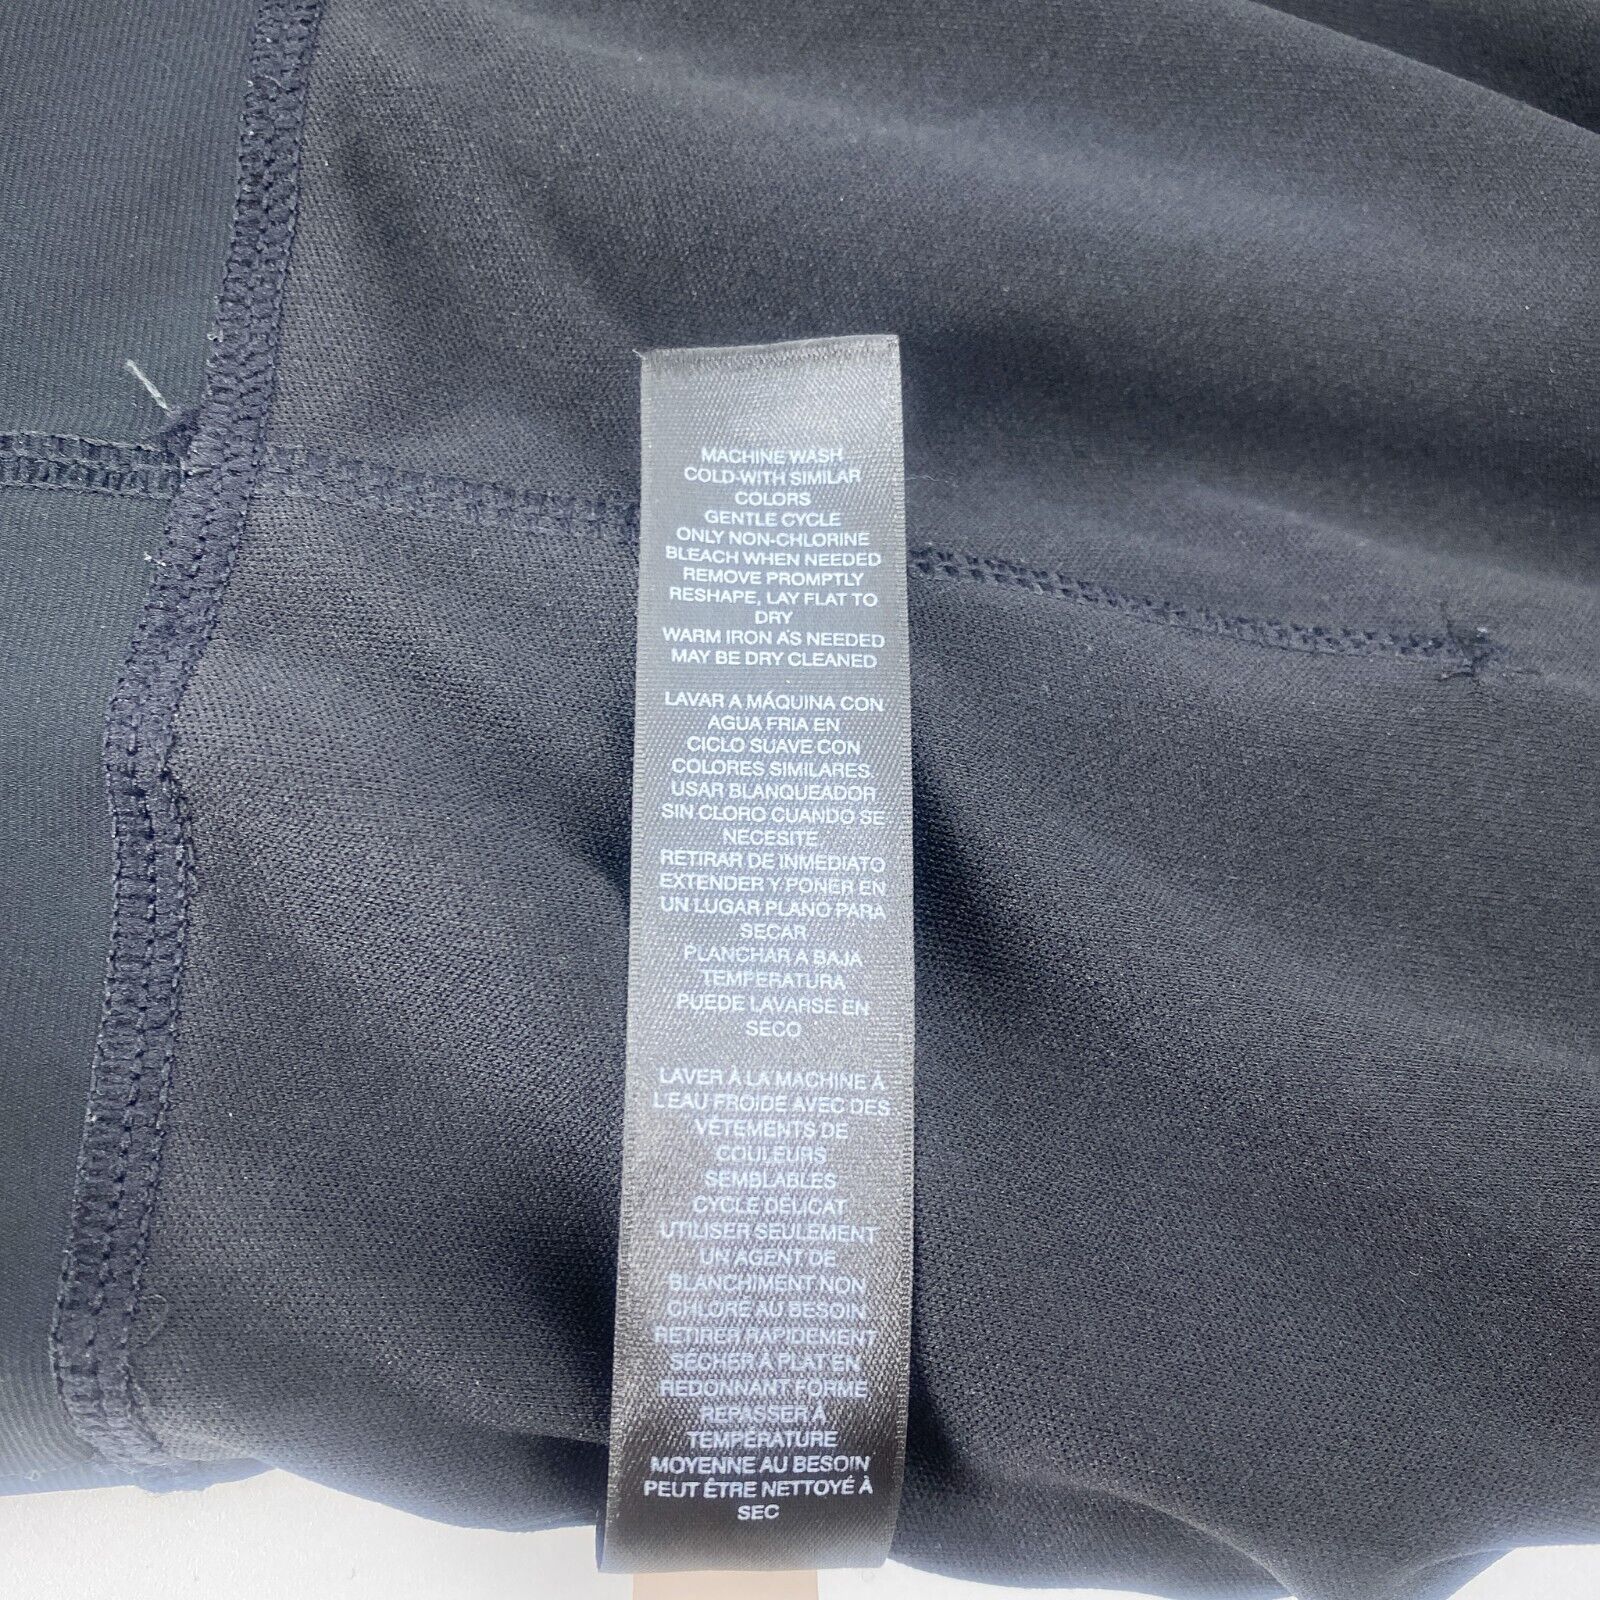 MACHINE WASH
COLD-WITH SIMILAR
COLORS
GENTLE CYCLE
ONLY NON-CHLORINE
BLEACH WHEN NEEDED
REMOVE PROMPTLY
RESHAPE, LAY FLAT TO
DRY
WARM IRON AS NEEDED
MAY BE DRY CLEANED
LAVAR A MÁQUINA CON
AGUA FRIA EN
CICLO SUAVE CON
COLORES SIMILARES.
USAR BLANQUEADOR
SIN CLORO CUANDO SE
NECESITE
RETIRAR DE INMEDIATO
EXTENDER Y PONER EN
UN LUGAR PLANO PARA
SECAR
PLANCHAR A BAJA
TEMPERATURA
PUEDE LAVARSE EN
SECO
LAVER À LA MACHINE À
L'EAU FROIDE AVEC DES
VÊTEMENTS DE
COULEURS
SEMBLABLES
CYCLE DÉLICAT
UTILISER SEULEMENT
UN AGENT DE
BLANCHIMENT NON
CHLORÉ AU BESOIN
RETIRER RAPIDEMENT
SÉCHER À PLAT EN
REDONNANT FORME
REPASSER À
TEMPÉRATURE
MOYENNE AU BESOIN
PEUT ÊTRE NETTOYÉ À
SEC